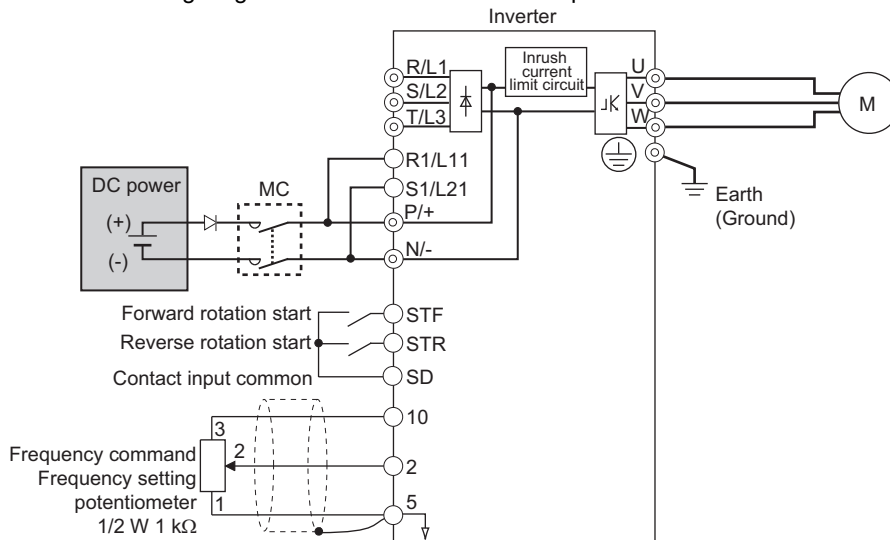 Inverter
R/L1
S/L2
T/L3
Inrush
current
limit circuit
U
V
W
M
R1/L11
S1/L21
P/+
N/-
DC power
(+)
(-)
MC
Earth
(Ground)
Forward rotation start
STF
Reverse rotation start
STR
Contact input common
SD
3
10
Frequency command
2
2
Frequency setting
potentiometer
1
5
1/2 W 1 kΩ